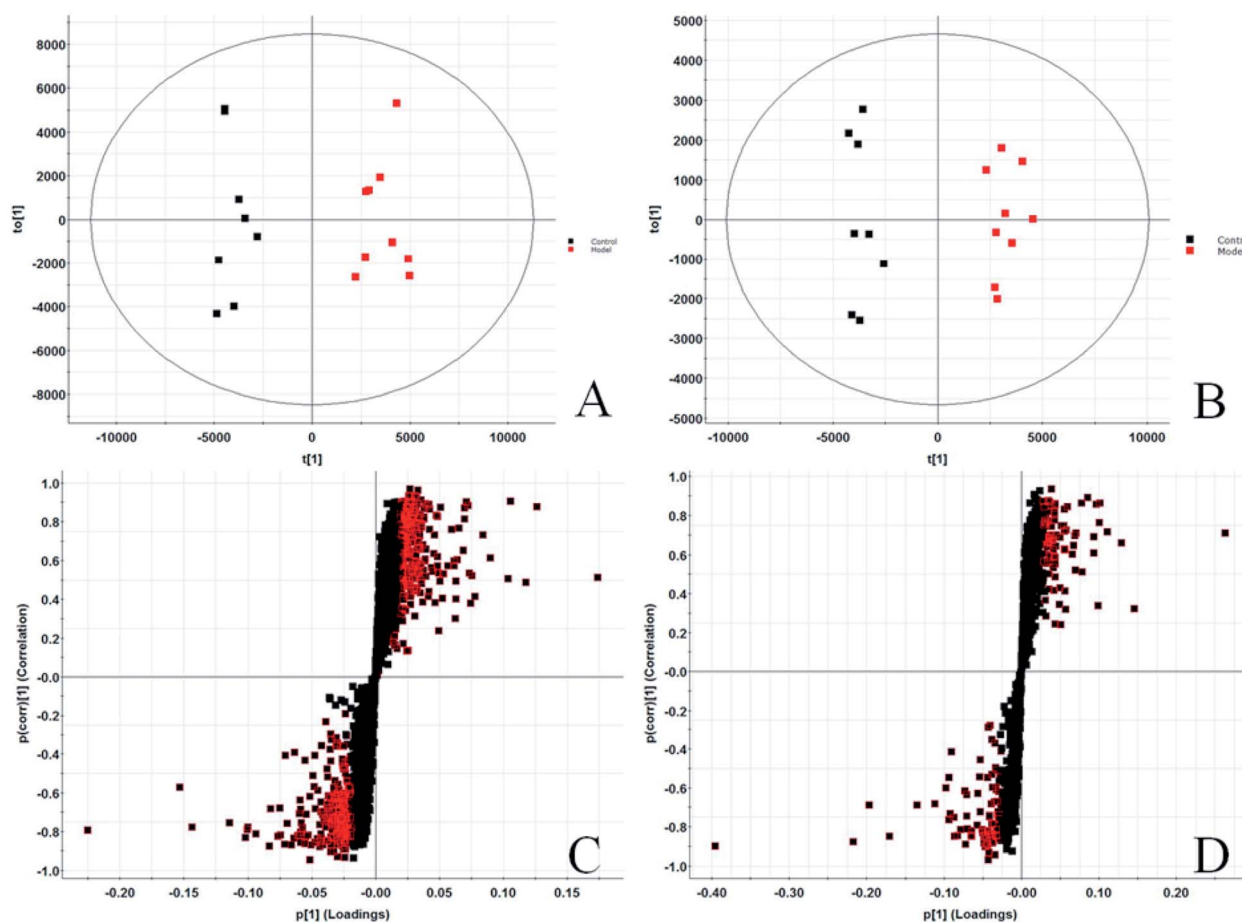 8000
6000
4000
2000
0
-2000
-4000
-6000
-8000
to[1]
-10000 -5000 0 5000 10000
t[1]
Control
Model
A
5000
4000
3000
2000
1000
0
-1000
-2000
-3000
-4000
-5000
to[1]
-10000 -5000 0 5000 10000
t[1]
Contr
Mode
B
1.0
0.8
0.6
0.4
0.2
-0.0
-0.2
-0.4
-0.6
-0.8
-1.0
p(corr)[1] (Correlation)
-0.20 -0.15 -0.10 -0.05 -0.00 0.05 0.10 0.15
p[1] (Loadings)
C
1.0
0.8
0.6
0.4
0.2
-0.0
-0.2
-0.4
-0.6
-0.8
-1.0
p(corr)[1] (Correlation)
-0.40 -0.30 -0.20 -0.10 -0.00 0.10 0.20
p[1] (Loadings)
D